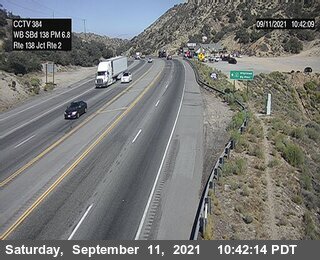 CCTV 384
WB SBd 138 PM 6.8
Rte 138 Jct Rte 2
09/11/2021 10:42:09
Saturday, September 11, 2021 10:42:14 PDT